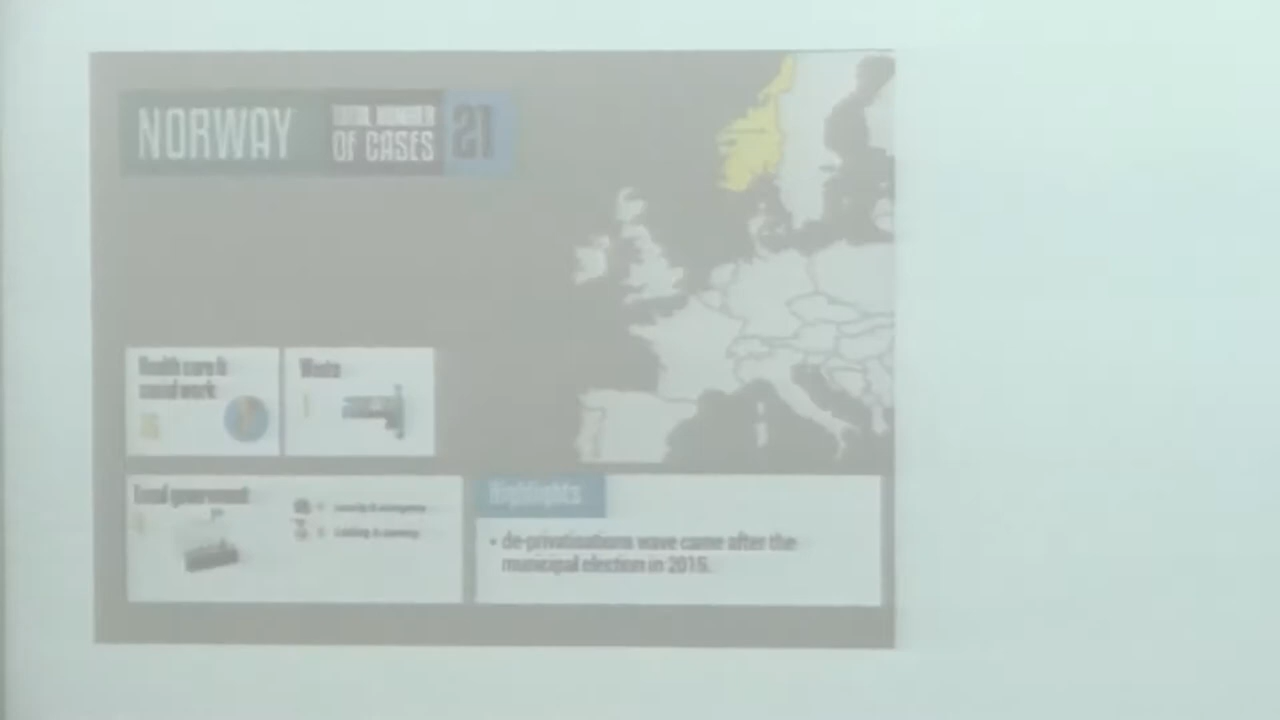 NORWAY
TOTAL NUMBER
OF CASES
21
Health care &
social work
Waste
Local government
Highlights
• de-privatisations wave came after the
municipal election in 2015.